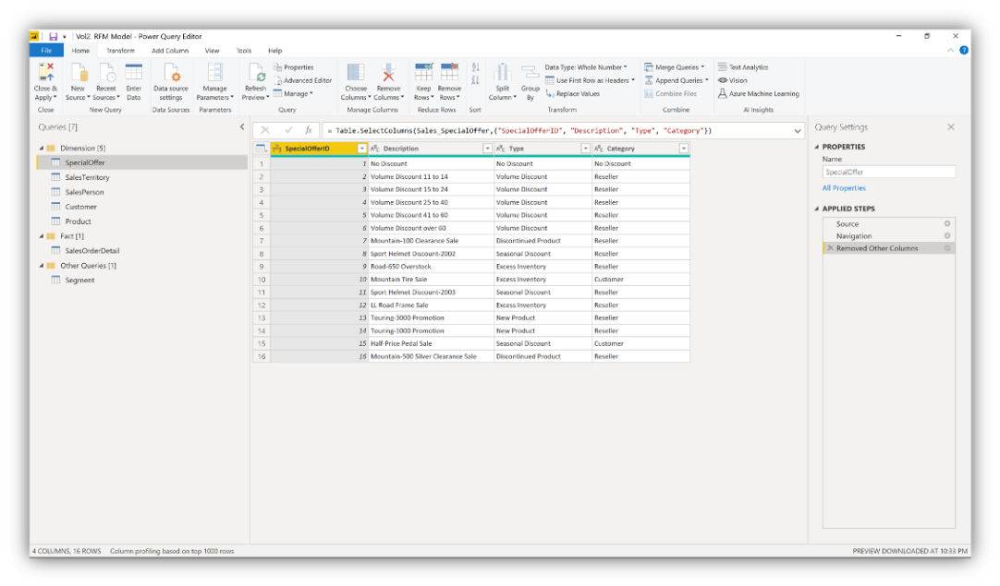 Vol2. RFM Model - Power Query Editor
File Home Transform Add Column View Tools Help
Close & Apply
New Source
Recent Sources
Enter Data
Data source settings
Manage Parameters
Refresh Preview
Properties
Advanced Editor
Manage
Choose Columns
Remove Columns
Keep Rows
Remove Rows
Split Column
Group By
Data Type: Whole Number
Use First Row as Headers
Replace Values
Merge Queries
Append Queries
Combine Files
Text Analytics
Vision
Azure Machine Learning
Close New Query Data Sources Parameters Query Manage Columns Reduce Rows Sort Transform Combine AI Insights
Queries [7]
Dimension [5]
SpecialOffer
SalesTerritory
SalesPerson
Customer
Product
Fact [1]
SalesOrderDetail
Other Queries [1]
Segment
= Table.SelectColumns(Sales_SpecialOffer,{"SpecialOfferID", "Description", "Type", "Category"})
SpecialOfferID Description Type Category
1 1 No Discount No Discount No Discount
2 2 Volume Discount 11 to 14 Volume Discount Reseller
3 3 Volume Discount 15 to 24 Volume Discount Reseller
4 4 Volume Discount 25 to 40 Volume Discount Reseller
5 5 Volume Discount 41 to 60 Volume Discount Reseller
6 6 Volume Discount over 60 Volume Discount Reseller
7 7 Mountain-100 Clearance Sale Discontinued Product Reseller
8 8 Sport Helmet Discount-2002 Seasonal Discount Reseller
9 9 Road-650 Overstock Excess Inventory Reseller
10 10 Mountain Tire Sale Excess Inventory Customer
11 11 Sport Helmet Discount-2003 Seasonal Discount Reseller
12 12 LL Road Frame Sale Excess Inventory Reseller
13 13 Touring-3000 Promotion New Product Reseller
14 14 Touring-1000 Promotion New Product Reseller
15 15 Half-Price Pedal Sale Seasonal Discount Customer
16 16 Mountain-500 Silver Clearance Sale Discontinued Product Reseller
Query Settings
PROPERTIES
Name
SpecialOffer
All Properties
APPLIED STEPS
Source
Navigation
Removed Other Columns
4 COLUMNS, 16 ROWS Column profiling based on top 1000 rows
PREVIEW DOWNLOADED AT 10:33 PM